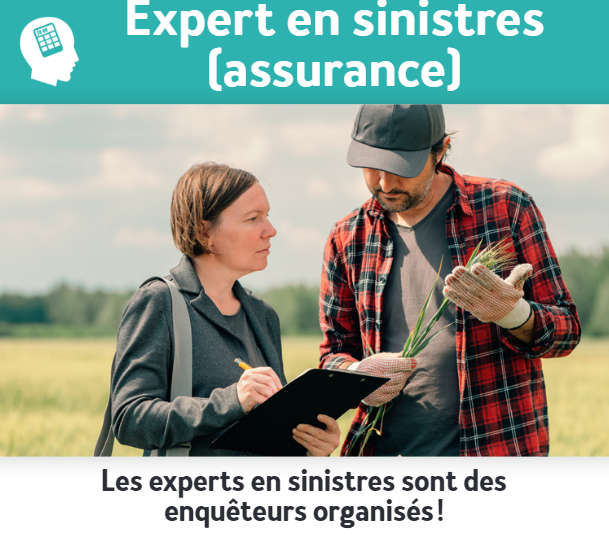 Expert en sinistres
(assurance)
Les experts en sinistres sont des
enquêteurs organisés !